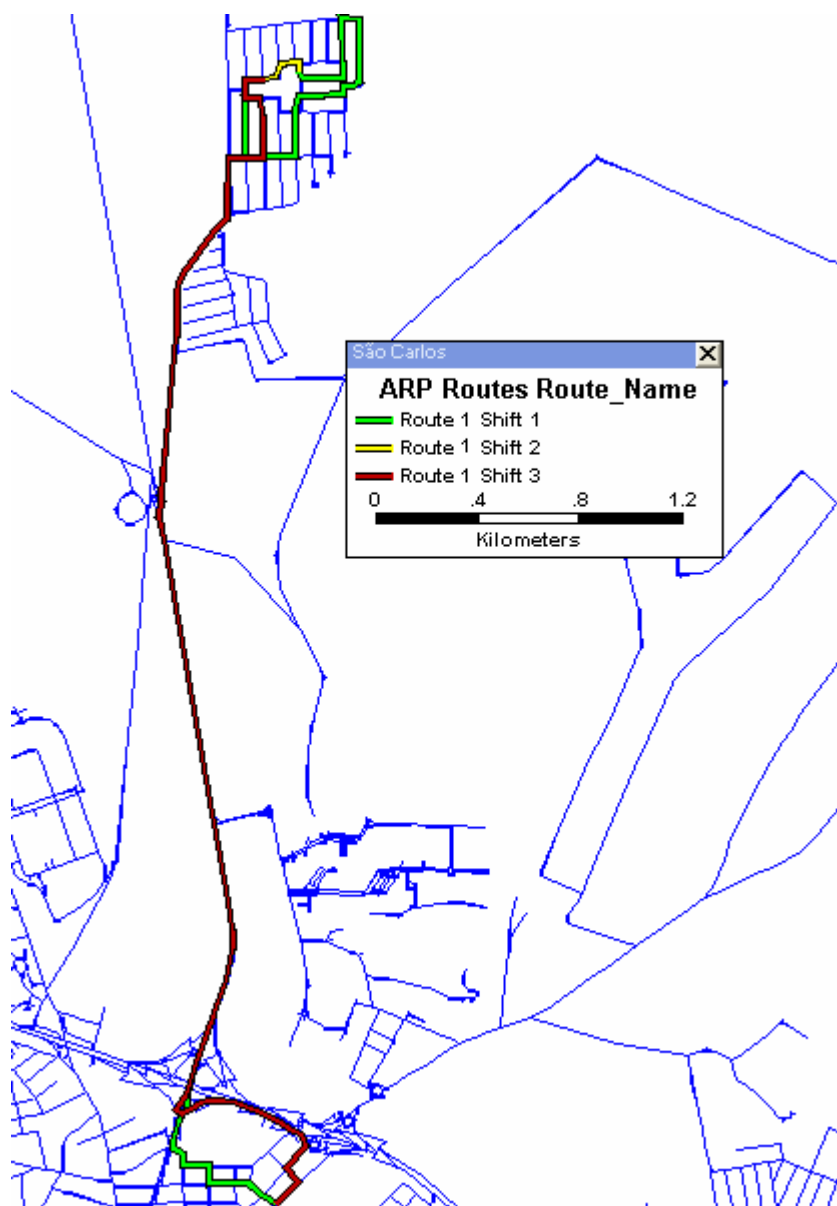 São Carlos
ARP Routes Route_Name
Route 1 Shift 1
Route 1 Shift 2
Route 1 Shift 3
0 .4 .8 1.2
Kilometers